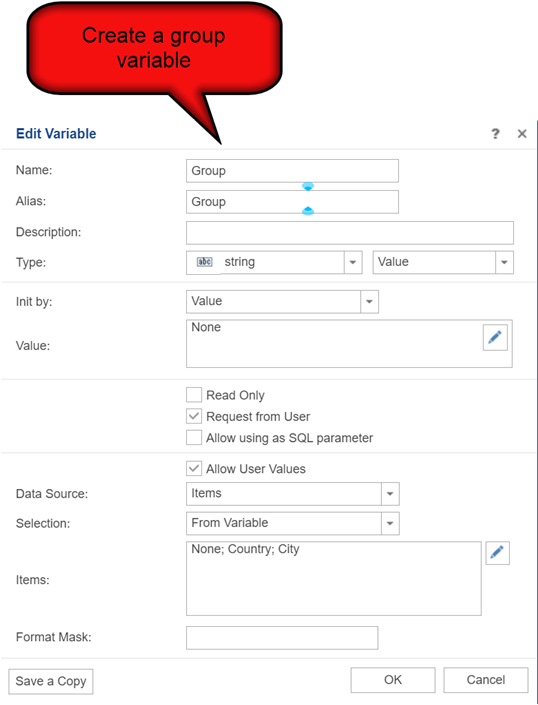 Create a group
variable
Edit Variable ? ×
Name: Group
Alias: Group
Description:
Type: abc string Value
Init by: Value
Value: None
Read Only
Request from User
Allow using as SQL parameter
Allow User Values
Data Source: Items
Selection: From Variable
Items: None; Country; City
Format Mask:
Save a Copy OK Cancel